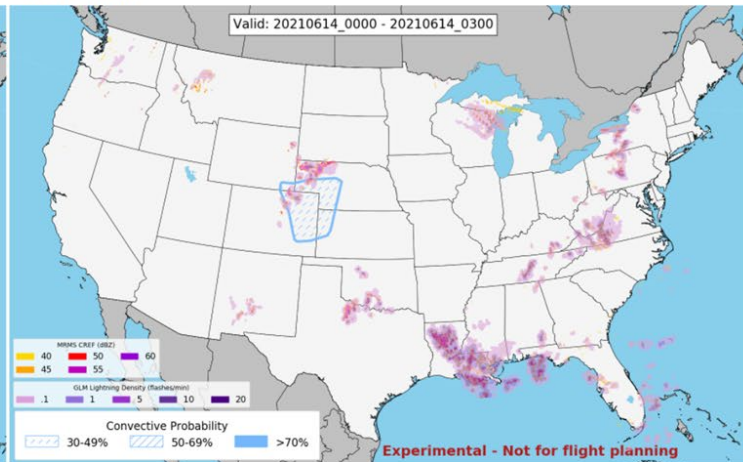 Valid: 20210614_0000 - 20210614_0300
MRMS CREF (dBZ)
40 50 60
45 55
GLM Lightning Density (flashes/min)
.1 1 5 10 20
Convective Probability
30-49% 50-69% >70%
Experimental - Not for flight planning